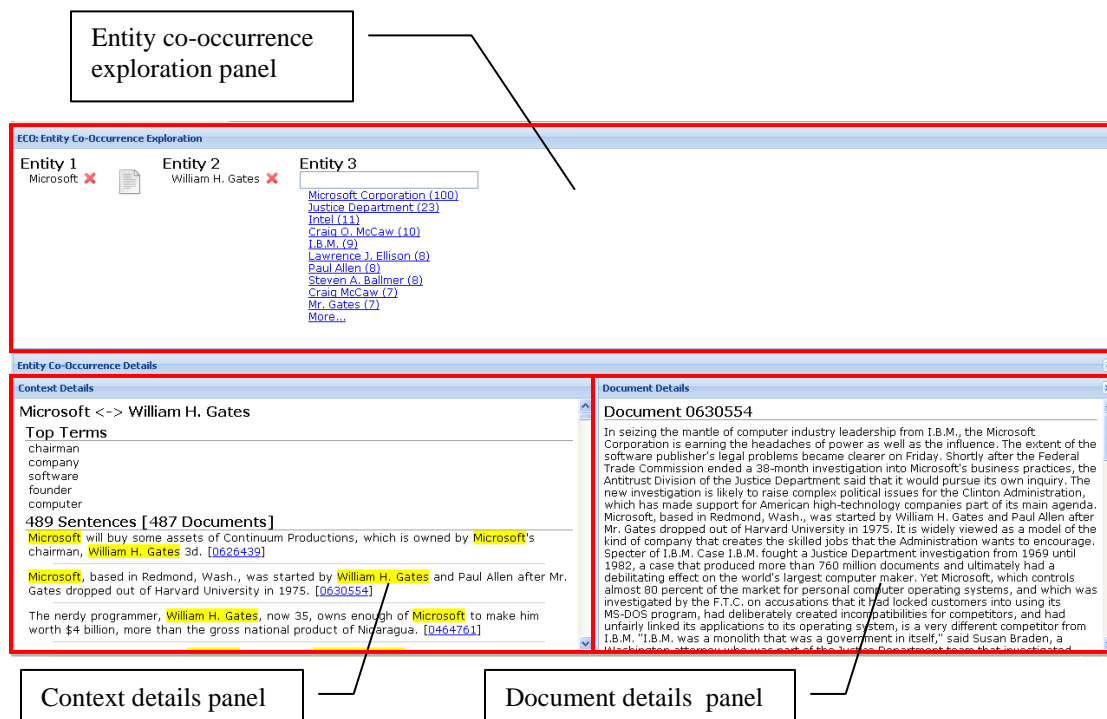 Entity co-occurrence
exploration panel
ECO: Entity Co-Occurrence Exploration
Entity 1
Microsoft
Entity 2
William H. Gates
Entity 3
Microsoft Corporation (100)
Justice Department (23)
Intel (11)
Craig O. McCaw (10)
I.B.M. (9)
Lawrence J. Ellison (8)
Paul Allen (8)
Steven A. Ballmer (8)
Craig McCaw (7)
Mr. Gates (7)
More...
Entity Co-Occurrence Details
Context Details
Microsoft <-> William H. Gates
Top Terms
chairman
company
software
founder
computer
489 Sentences [487 Documents]
Microsoft will buy some assets of Continuum Productions, which is owned by Microsoft's
chairman, William H. Gates 3d. [0626439]
Microsoft, based in Redmond, Wash., was started by William H. Gates and Paul Allen after Mr.
Gates dropped out of Harvard University in 1975. [0630554]
The nerdy programmer, William H. Gates, now 35, owns enough of Microsoft to make him
worth $4 billion, more than the gross national product of Nicaragua. [0464761]
Document Details
Document 0630554
In seizing the mantle of computer industry leadership from I.B.M., the Microsoft
Corporation is earning the headaches of power as well as the influence. The extent of the
software publisher's legal problems became clearer on Friday. Shortly after the Federal
Trade Commission ended a 38-month investigation into Microsoft's business practices, the
Antitrust Division of the Justice Department said that it would pursue its own inquiry. The
new investigation is likely to raise complex political issues for the Clinton Administration,
which has made support for American high-technology companies part of its main agenda.
Microsoft, based in Redmond, Wash., was started by William H. Gates and Paul Allen after
Mr. Gates dropped out of Harvard University in 1975. It is widely viewed as a model of the
kind of company that creates the skilled jobs that the Administration wants to encourage.
Specter of I.B.M. Case I.B.M. fought a Justice Department investigation from 1969 until
1982, a case that produced more than 760 million documents and ultimately had a
debilitating effect on the world's largest computer maker. Yet Microsoft, which controls
almost 80 percent of the market for personal computer operating systems, and which was
investigated by the F.T.C. on accusations that it had locked customers into using its
MS-DOS program, had deliberately created incompatibilities for competitors, and had
unfairly linked its applications to its operating system, is a very different competitor from
I.B.M. "I.B.M. was a monolith that was a government in itself," said Susan Braden, a
Washington attorney who was part of the Justice Department team that investigated
Context details panel
Document details panel